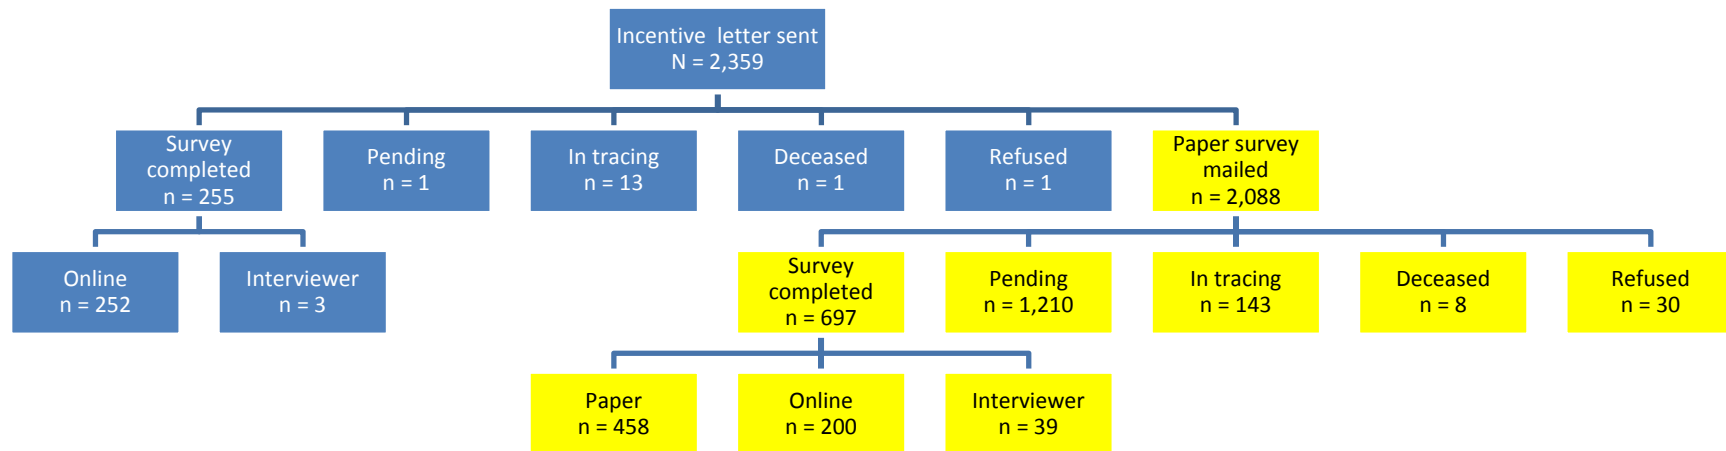 Incentive letter sent
N = 2,359
Survey
completed
n = 255
Pending
n = 1
In tracing
n = 13
Deceased
n = 1
Refused
n = 1
Paper survey
mailed
n = 2,088
Online
n = 252
Interviewer
n = 3
Survey
completed
n = 697
Pending
n = 1,210
In tracing
n = 143
Deceased
n = 8
Refused
n = 30
Paper
n = 458
Online
n = 200
Interviewer
n = 39